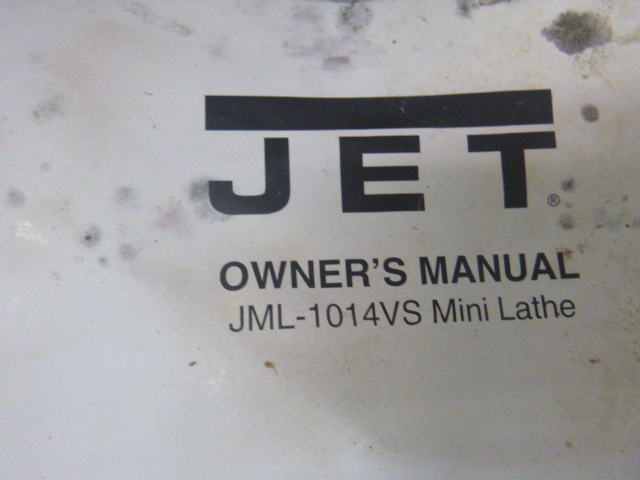 JET®
OWNER'S MANUAL
JML-1014VS Mini Lathe